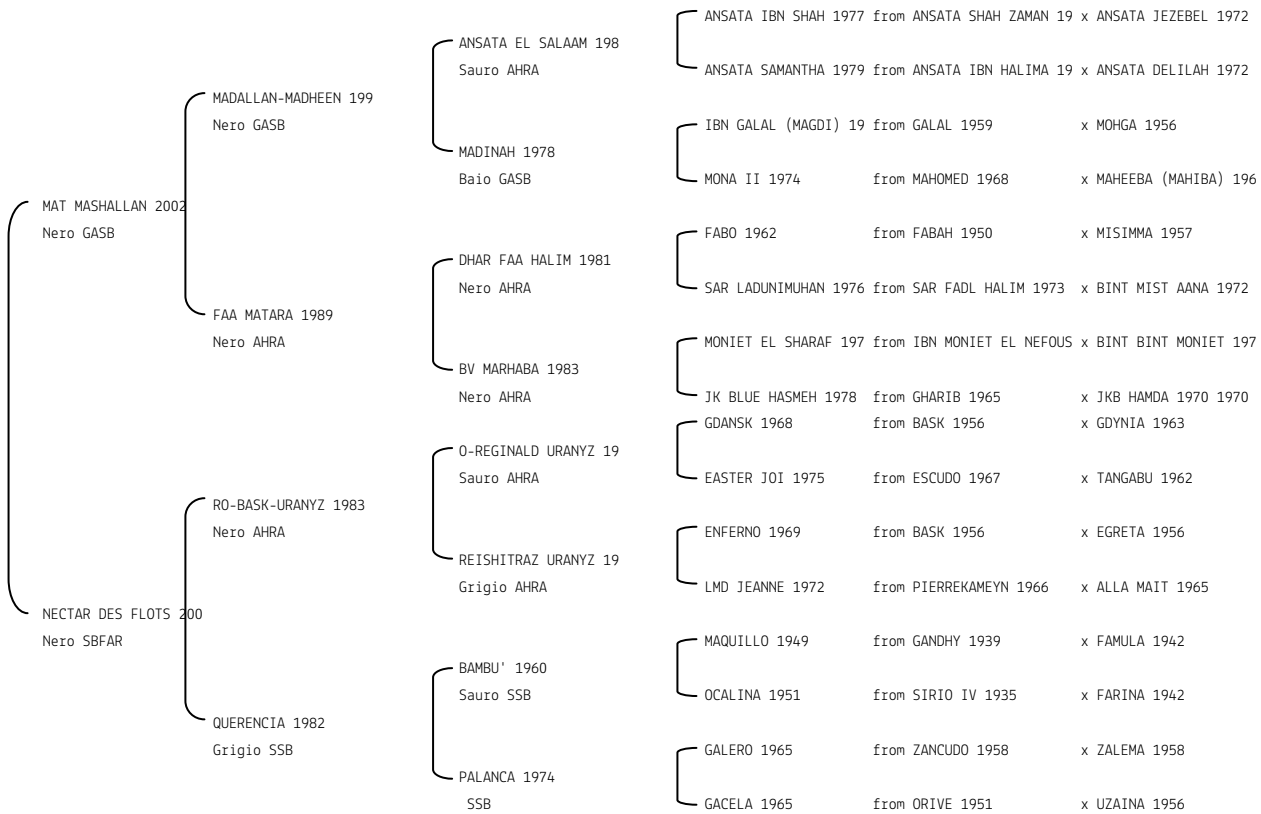 ANSATA IBN SHAH 1977 from ANSATA SHAH ZAMAN 19 x ANSATA JEZEBEL 1972
ANSATA EL SALAAM 198
Sauro AHRA
ANSATA SAMANTHA 1979 from ANSATA IBN HALIMA 19 x ANSATA DELILAH 1972
MADALLAN-MADHEEN 199
Nero GASB
IBN GALAL (MAGDI) 19 from GALAL 1959 x MOHGA 1956
MADINAH 1978
Baio GASB
MONA II 1974 from MAHOMED 1968 x MAHEEBA (MAHIBA) 196
MAT MASHALLAN 2002
Nero GASB
FABO 1962 from FABAH 1950 x MISIMMA 1957
DHAR FAA HALIM 1981
Nero AHRA
SAR LADUNIMUHAN 1976 from SAR FADL HALIM 1973 x BINT MIST AANA 1972
FAA MATARA 1989
Nero AHRA
MONIET EL SHARAF 197 from IBN MONIET EL NEFOUS x BINT BINT MONIET 197
BV MARHABA 1983
Nero AHRA
JK BLUE HASMEH 1978 from GHARIB 1965 x JKB HAMDA 1970 1970
GDANSK 1968 from BASK 1956 x GDYNIA 1963
O-REGINALD URANYZ 19
Sauro AHRA
EASTER JOI 1975 from ESCUDO 1967 x TANGABU 1962
RO-BASK-URANYZ 1983
Nero AHRA
ENFERNO 1969 from BASK 1956 x EGRETA 1956
REISHITRAZ URANYZ 19
Grigio AHRA
LMD JEANNE 1972 from PIERREKAMEYN 1966 x ALLA MAIT 1965
NECTAR DES FLOTS 200
Nero SBFAR
MAQUILLO 1949 from GANDHY 1939 x FAMULA 1942
BAMBU' 1960
Sauro SSB
OCALINA 1951 from SIRIO IV 1935 x FARINA 1942
QUERENCIA 1982
Grigio SSB
GALERO 1965 from ZANCUDO 1958 x ZALEMA 1958
PALANCA 1974
SSB
GACELA 1965 from ORIVE 1951 x UZAINA 1956